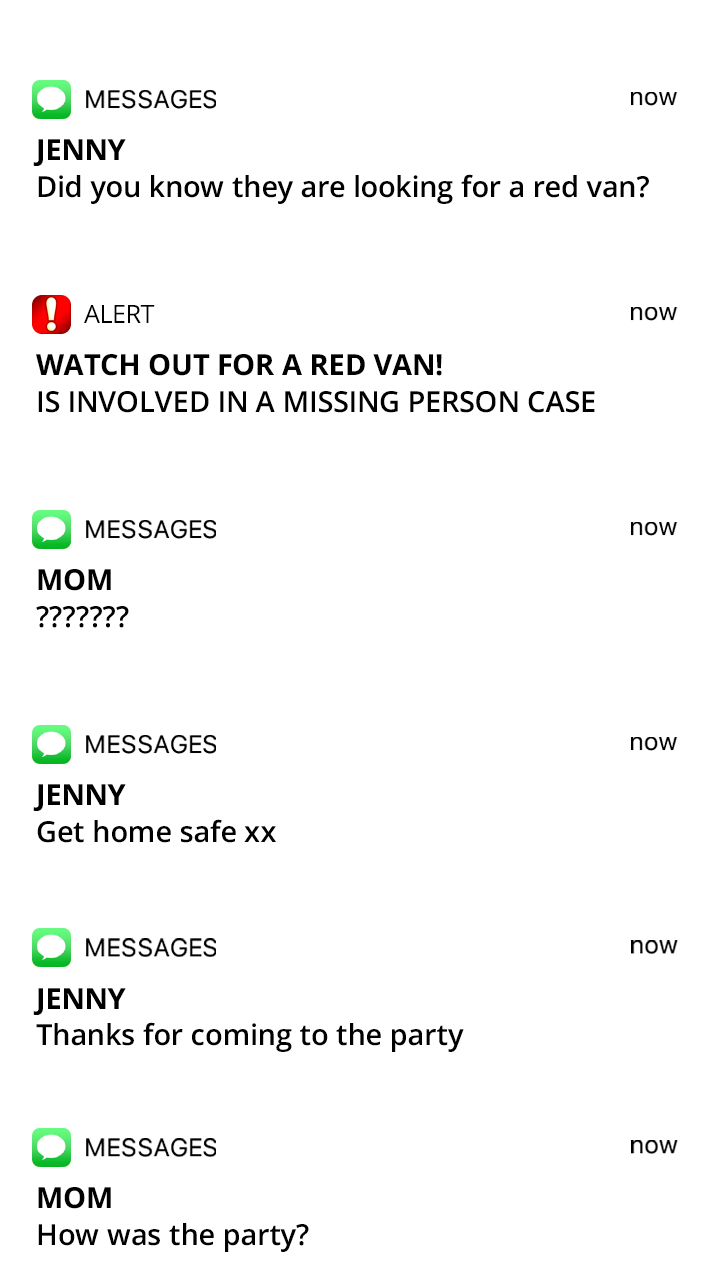 MESSAGES now
JENNY
Did you know they are looking for a red van?
ALERT now
WATCH OUT FOR A RED VAN!
IS INVOLVED IN A MISSING PERSON CASE
MESSAGES now
MOM
???????
MESSAGES now
JENNY
Get home safe xx
MESSAGES now
JENNY
Thanks for coming to the party
MESSAGES now
MOM
How was the party?